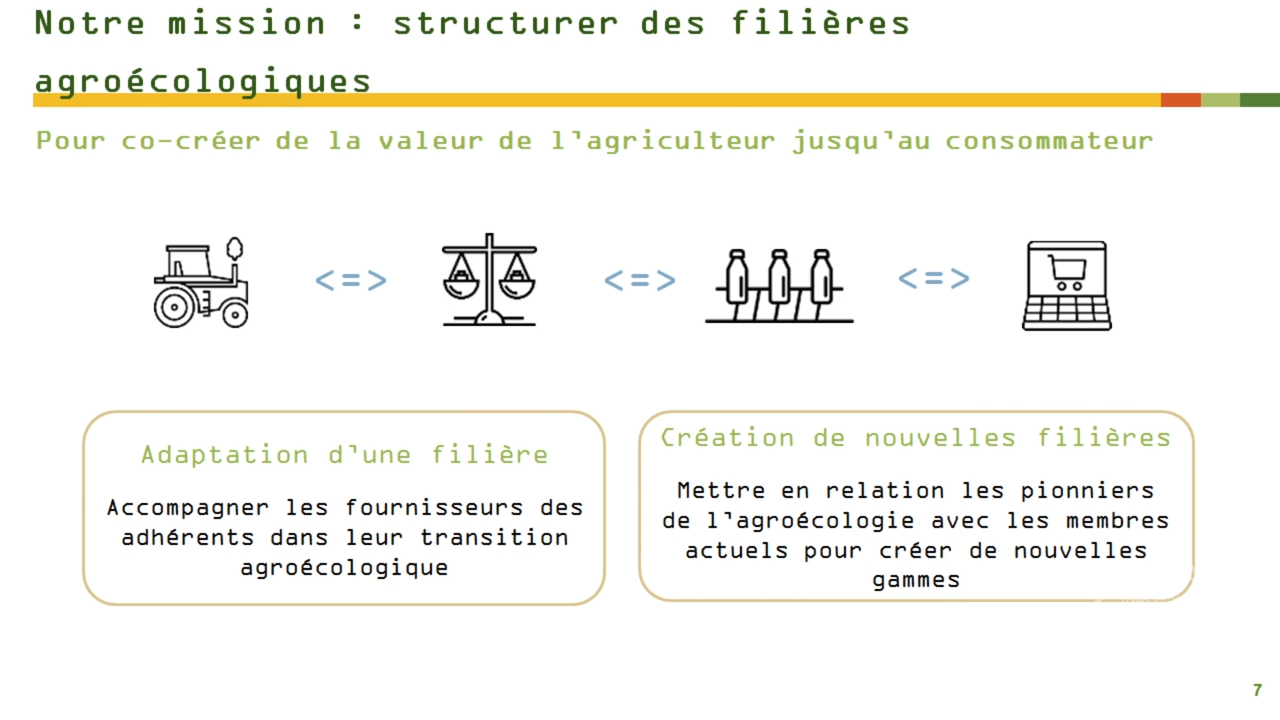 Notre mission : structurer des filières
agroécologiques
Pour co-créer de la valeur de l'agriculteur jusqu'au consommateur
<=> <=> <=>
Adaptation d'une filière
Accompagner les fournisseurs des
adhérents dans leur transition
agroécologique
Création de nouvelles filières
Mettre en relation les pionniers
de l'agroécologie avec les membres
actuels pour créer de nouvelles
gammes
7